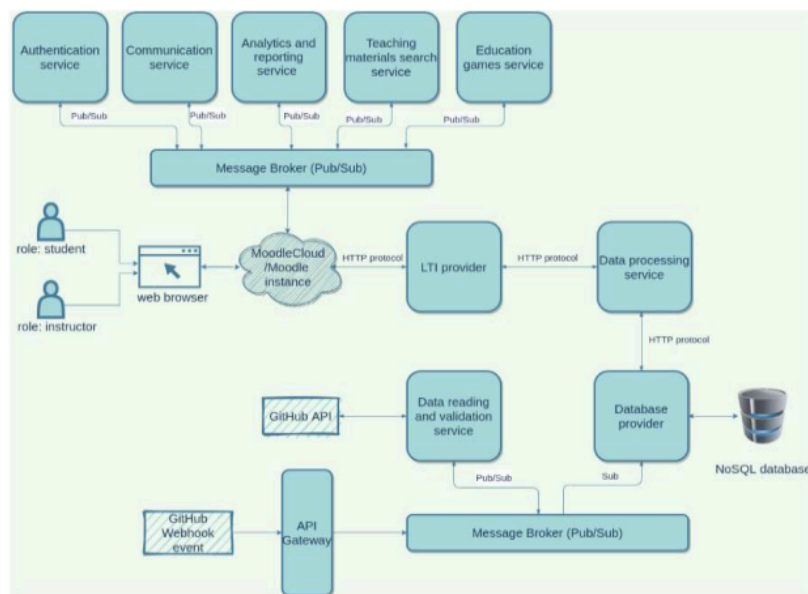 Authentication
service
Communication
service
Analytics and
reporting
service
Teaching
materials search
service
Education
games service
Pub/Sub
Pub/Sub
Pub/Sub
Pub/Sub
Pub/Sub
Message Broker (Pub/Sub)
role: student
role: instructor
web browser
MoodleCloud
/Moodle
instance
HTTP protocol
LTI provider
HTTP protocol
Data processing
service
HTTP protocol
GitHub API
Data reading
and validation
service
Database
provider
NoSQL database
Pub/Sub
Sub
GitHub
Webhook
event
API
Gateway
Message Broker (Pub/Sub)